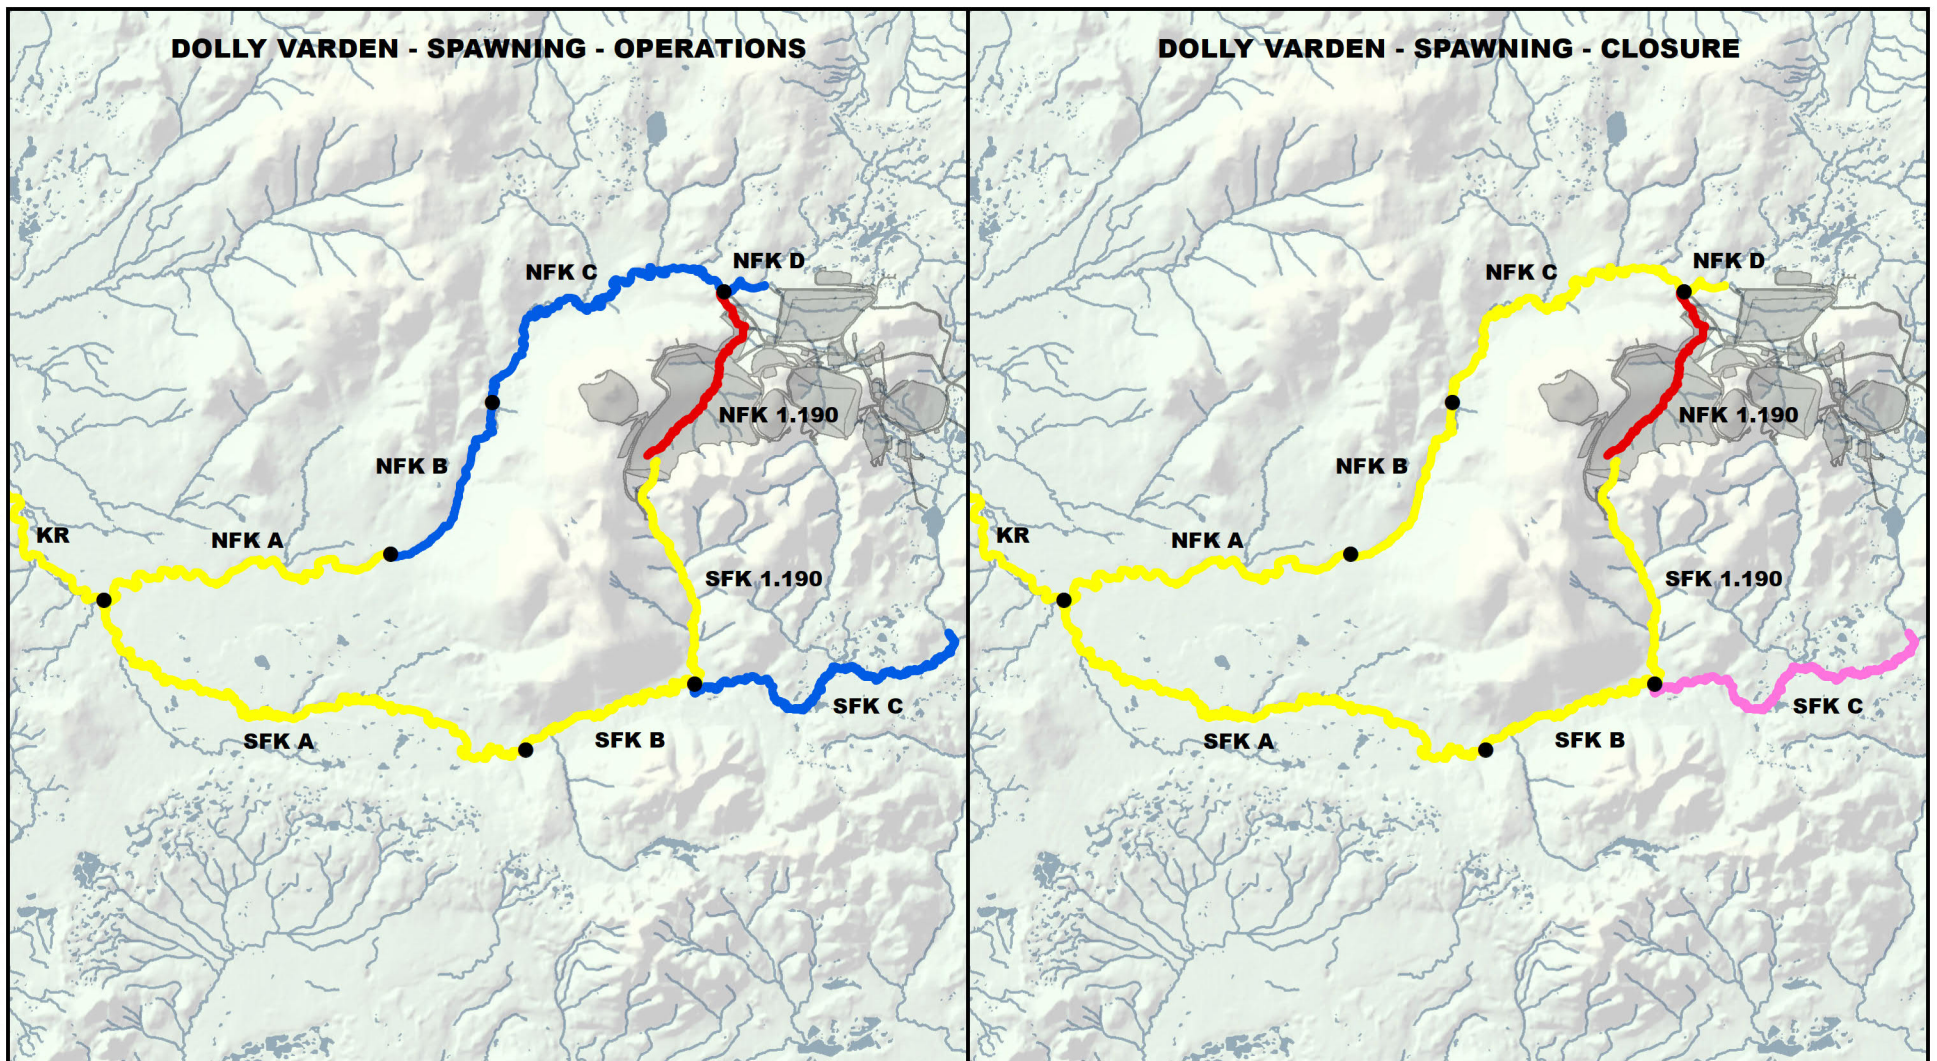 DOLLY VARDEN - SPAWNING - OPERATIONS
NFK D
NFK C
NFK 1.190
NFK B
KR
NFK A
SFK 1.190
SFK C
SFK A
SFK B
DOLLY VARDEN - SPAWNING - CLOSURE
NFK D
NFK C
NFK 1.190
NFK B
KR
NFK A
SFK 1.190
SFK C
SFK A
SFK B